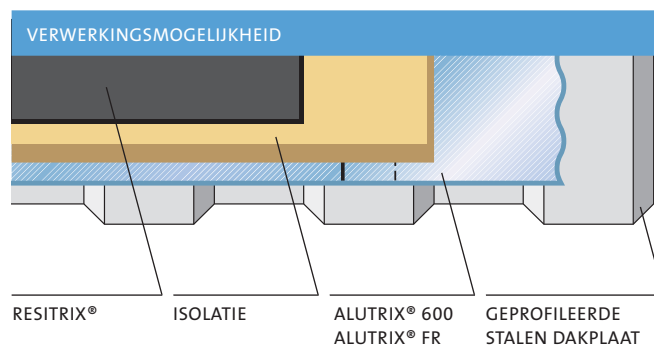 VERWERKINGSMOGELIJKHEID
RESITRIX®
ISOLATIE
ALUTRIX® 600
ALUTRIX® FR
GEPROFILEERDE
STALEN DAKPLAAT